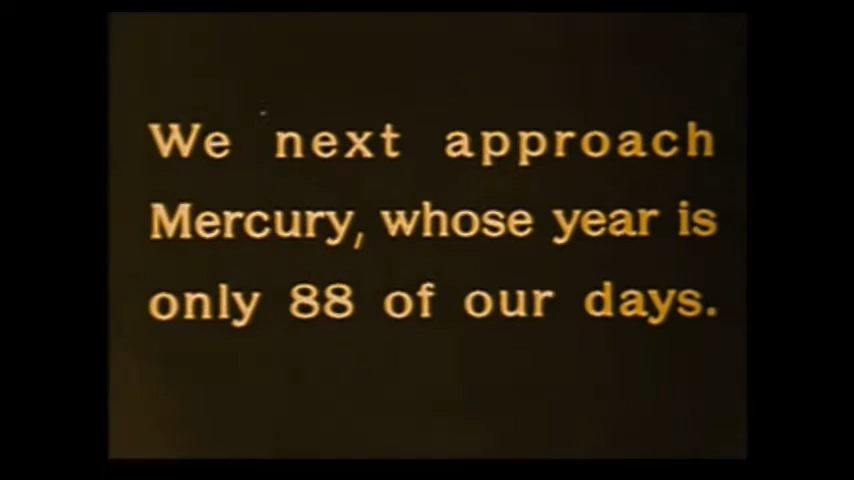 We next approach
Mercury, whose year is
only 88 of our days.